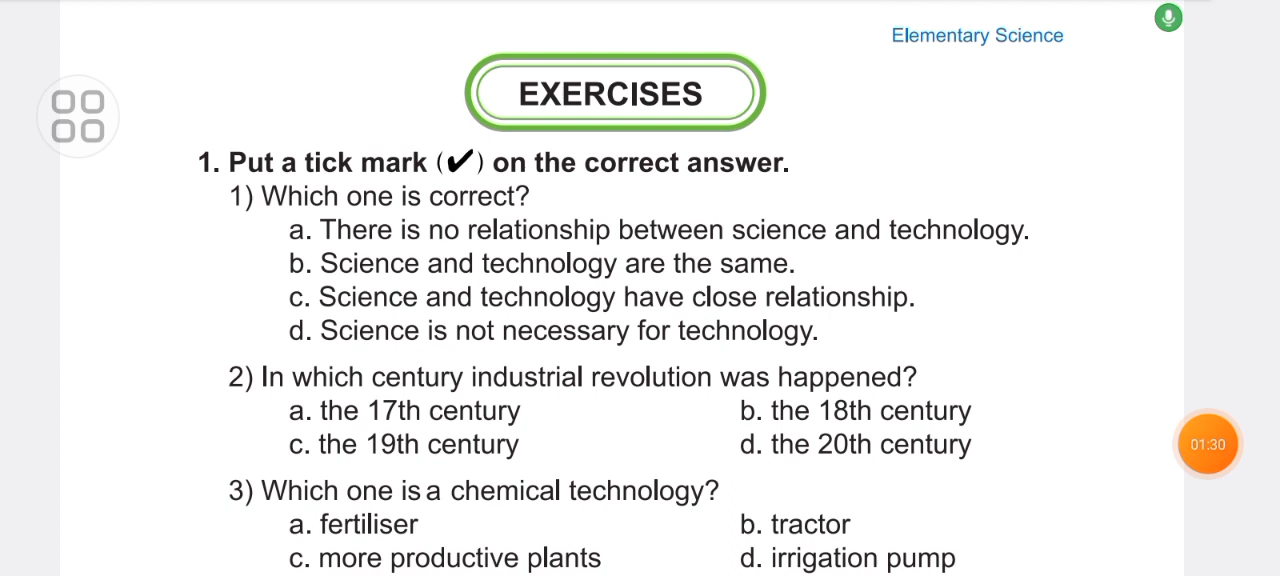 Elementary Science
EXERCISES
1. Put a tick mark (✔) on the correct answer.
1) Which one is correct?
a. There is no relationship between science and technology.
b. Science and technology are the same.
c. Science and technology have close relationship.
d. Science is not necessary for technology.
2) In which century industrial revolution was happened?
a. the 17th century b. the 18th century
c. the 19th century d. the 20th century
01:30
3) Which one is a chemical technology?
a. fertiliser b. tractor
c. more productive plants d. irrigation pump